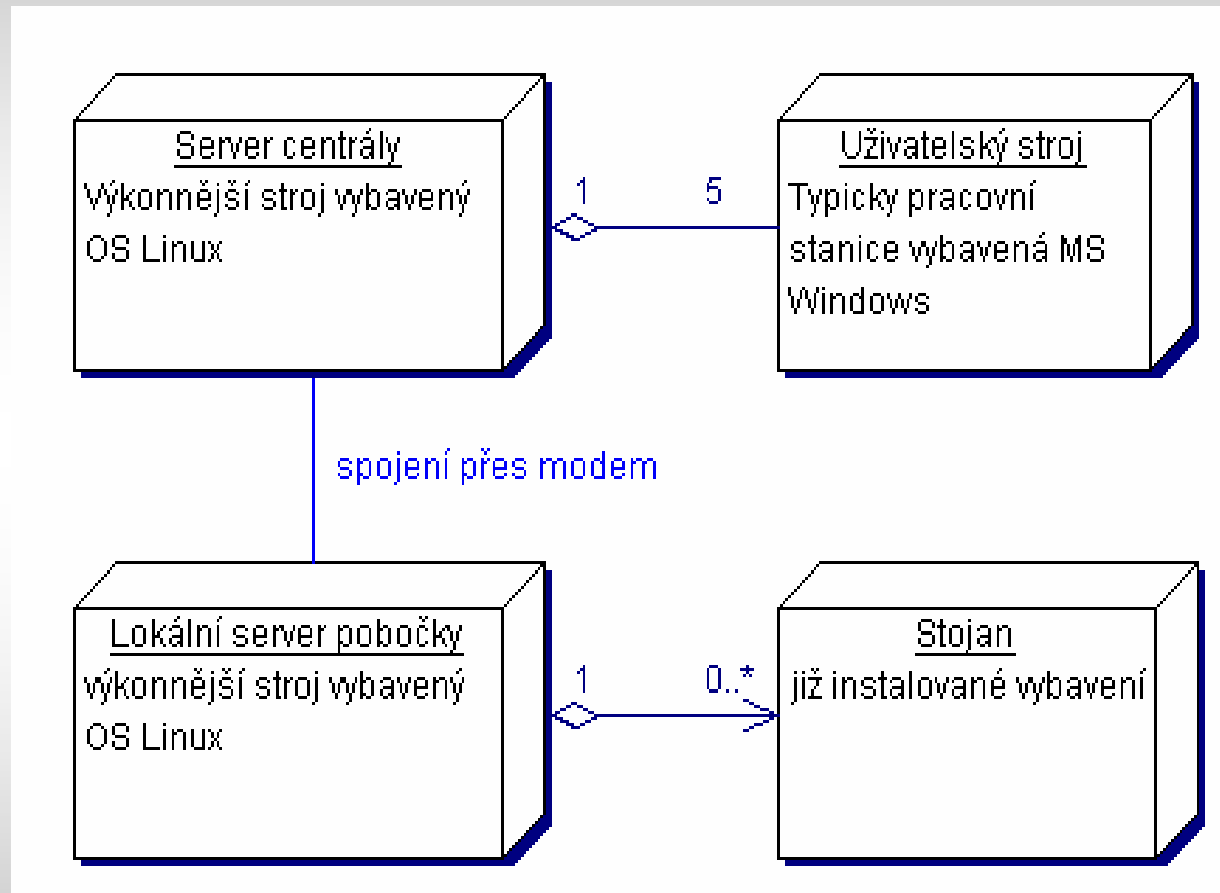 Server centrály
Výkonnější stroj vybavený
OS Linux
1
5
Uživatelský stroj
Typicky pracovní
stanice vybavená MS
Windows
spojení přes modem
Lokální server pobočky
výkonnější stroj vybavený
OS Linux
1
0..*
Stojan
již instalované vybavení